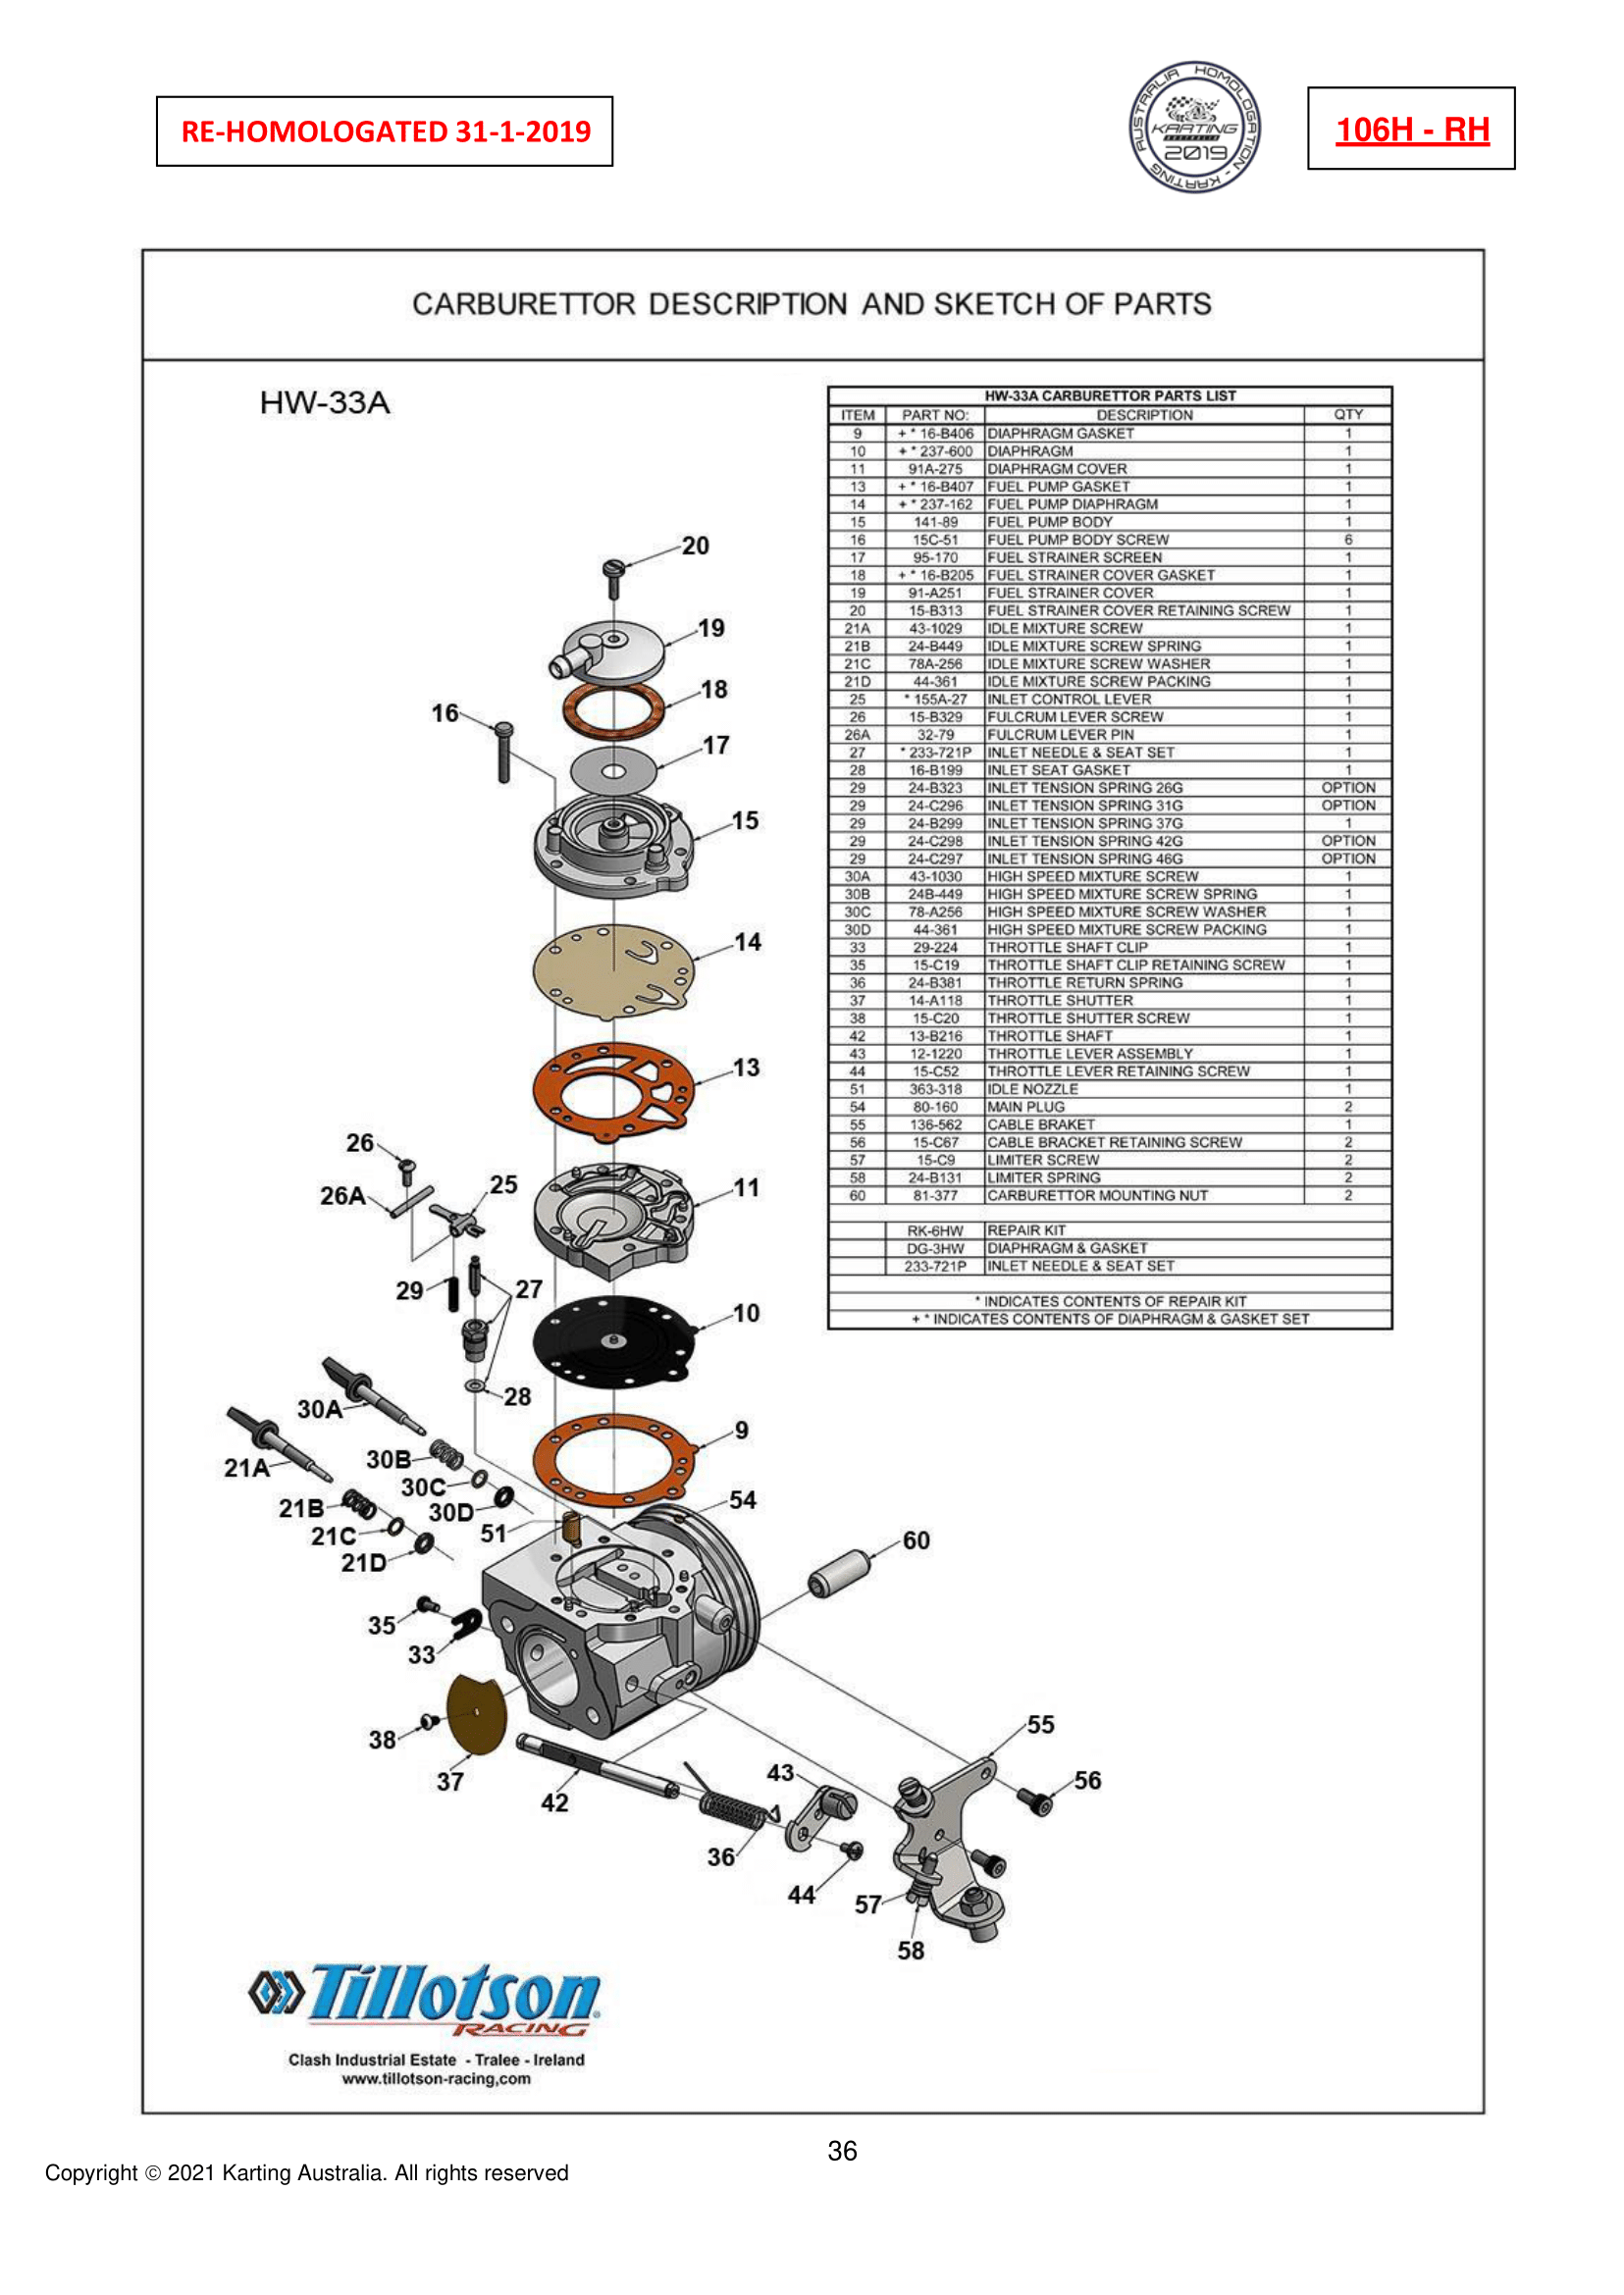 RE-HOMOLOGATED 31-1-2019
AUSTRALIA HOMOLOGATION - KARTING
KARTING
AUSTRALIA
2019
106H - RH
CARBURETTOR DESCRIPTION AND SKETCH OF PARTS
HW-33A
HW-33A CARBURETTOR PARTS LIST
ITEM PART NO: DESCRIPTION QTY
9 + * 16-B406 DIAPHRAGM GASKET 1
10 + * 237-600 DIAPHRAGM 1
11 91A-275 DIAPHRAGM COVER 1
13 + * 16-B407 FUEL PUMP GASKET 1
14 + * 237-162 FUEL PUMP DIAPHRAGM 1
15 141-89 FUEL PUMP BODY 1
16 15C-51 FUEL PUMP BODY SCREW 6
17 95-170 FUEL STRAINER SCREEN 1
18 + * 16-B205 FUEL STRAINER COVER GASKET 1
19 91-A251 FUEL STRAINER COVER 1
20 15-B313 FUEL STRAINER COVER RETAINING SCREW 1
21A 43-1029 IDLE MIXTURE SCREW 1
21B 24-B449 IDLE MIXTURE SCREW SPRING 1
21C 78A-256 IDLE MIXTURE SCREW WASHER 1
21D 44-361 IDLE MIXTURE SCREW PACKING 1
25 * 155A-27 INLET CONTROL LEVER 1
26 15-B329 FULCRUM LEVER SCREW 1
26A 32-79 FULCRUM LEVER PIN 1
27 * 233-721P INLET NEEDLE & SEAT SET 1
28 16-B199 INLET SEAT GASKET 1
29 24-B323 INLET TENSION SPRING 26G OPTION
29 24-C296 INLET TENSION SPRING 31G OPTION
29 24-B299 INLET TENSION SPRING 37G 1
29 24-C298 INLET TENSION SPRING 42G OPTION
29 24-C297 INLET TENSION SPRING 46G OPTION
30A 43-1030 HIGH SPEED MIXTURE SCREW 1
30B 24B-449 HIGH SPEED MIXTURE SCREW SPRING 1
30C 78-A256 HIGH SPEED MIXTURE SCREW WASHER 1
30D 44-361 HIGH SPEED MIXTURE SCREW PACKING 1
33 29-224 THROTTLE SHAFT CLIP 1
35 15-C19 THROTTLE SHAFT CLIP RETAINING SCREW 1
36 24-B381 THROTTLE RETURN SPRING 1
37 14-A118 THROTTLE SHUTTER 1
38 15-C20 THROTTLE SHUTTER SCREW 1
42 13-B216 THROTTLE SHAFT 1
43 12-1220 THROTTLE LEVER ASSEMBLY 1
44 15-C52 THROTTLE LEVER RETAINING SCREW 1
51 363-318 IDLE NOZZLE 1
54 80-160 MAIN PLUG 2
55 136-562 CABLE BRAKET 1
56 15-C67 CABLE BRACKET RETAINING SCREW 2
57 15-C9 LIMITER SCREW 2
58 24-B131 LIMITER SPRING 2
60 81-377 CARBURETTOR MOUNTING NUT 2
RK-6HW REPAIR KIT
DG-3HW DIAPHRAGM & GASKET
233-721P INLET NEEDLE & SEAT SET
* INDICATES CONTENTS OF REPAIR KIT
+ * INDICATES CONTENTS OF DIAPHRAGM & GASKET SET
20
19
18
16
17
15
14
13
26
26A
25
11
29
27
10
28
30A
9
21A
30B
30C
30D
54
21B
51
21C
21D
60
35
33
38
37
42
55
43
56
36
44
57
58
Tillotson
RACING
Clash Industrial Estate - Tralee - Ireland
www.tillotson-racing,com
36
Copyright © 2021 Karting Australia. All rights reserved